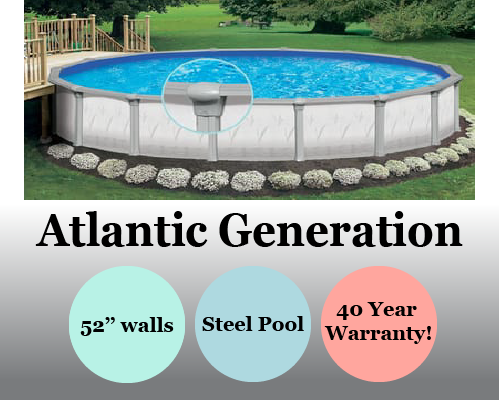 Atlantic Generation
52” walls
Steel Pool
40 Year
Warranty!